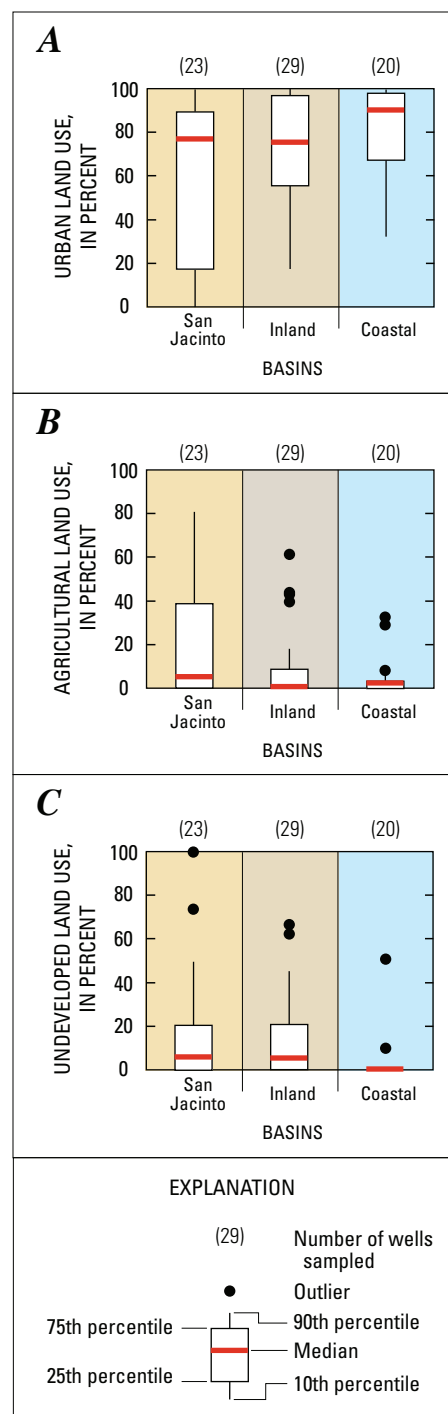 A
(23) (29) (20)
URBAN LAND USE,
IN PERCENT
100
80
60
40
20
0
San
Jacinto
Inland
Coastal
BASINS
B
(23) (29) (20)
AGRICULTURAL LAND USE,
IN PERCENT
100
80
60
40
20
0
San
Jacinto
Inland
Coastal
BASINS
C
(23) (29) (20)
UNDEVELOPED LAND USE,
IN PERCENT
100
80
60
40
20
0
San
Jacinto
Inland
Coastal
BASINS
EXPLANATION
(29) Number of wells
sampled
Outlier
75th percentile
90th percentile
Median
25th percentile
10th percentile